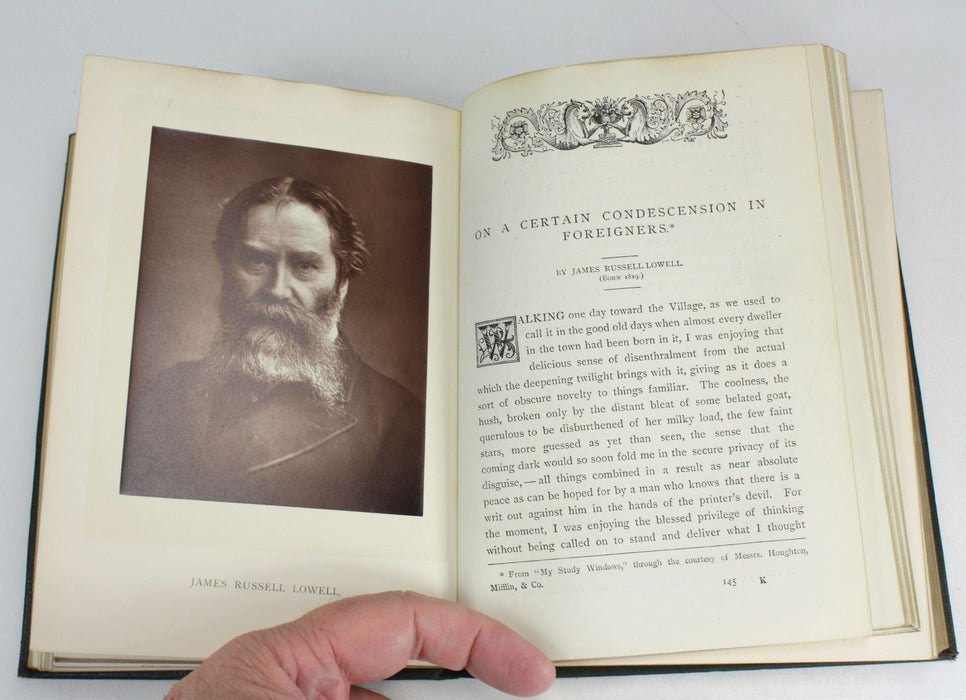 JAMES RUSSELL LOWELL.
ON A CERTAIN CONDESCENSION IN
FOREIGNERS.*
BY JAMES RUSSELL LOWELL.
(BORN 1819.)
WALKING one day toward the Village, as we used to
call it in the good old days when almost every dweller
in the town had been born in it, I was enjoying that
delicious sense of disenthralment from the actual
which the deepening twilight brings with it, giving as it does a
sort of obscure novelty to things familiar. The coolness, the
hush, broken only by the distant bleat of some belated goat,
querulous to be disburthened of her milky load, the few faint
stars, more guessed as yet than seen, the sense that the
coming dark would so soon fold me in the secure privacy of its
disguise, — all things combined in a result as near absolute
peace as can be hoped for by a man who knows that there is a
writ out against him in the hands of the printer's devil. For
the moment, I was enjoying the blessed privilege of thinking
without being called on to stand and deliver what I thought
* From "My Study Windows," through the courtesy of Messrs. Houghton,
Mifflin, & Co.
145 K